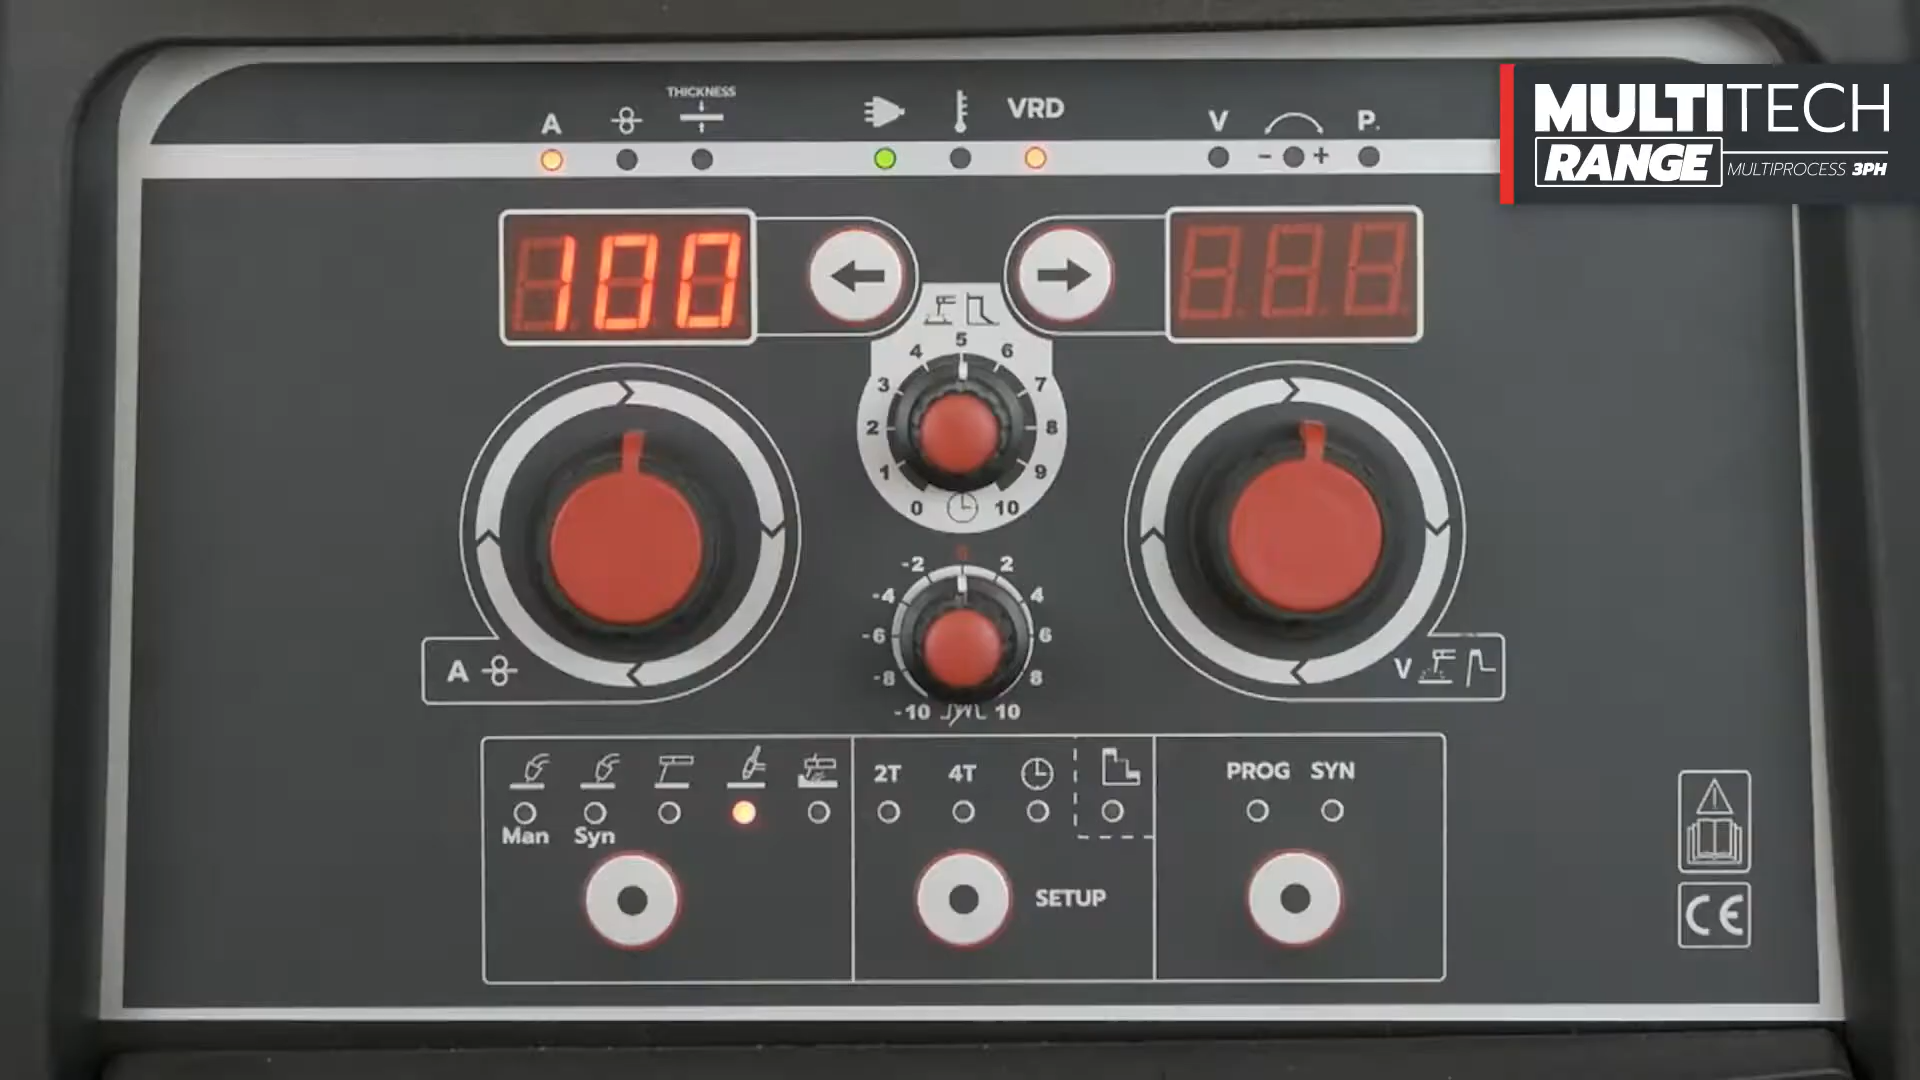 MULTITECH
RANGE MULTIPROCESS 3PH
THICKNESS
A
VRD
V
P.
- +
100
5
4 6
3 7
2 8
1 9
0 10
-2 2
-4 4
-6 6
-8 8
-10 10
A
V
2T 4T
PROG SYN
Man Syn
SETUP
CE